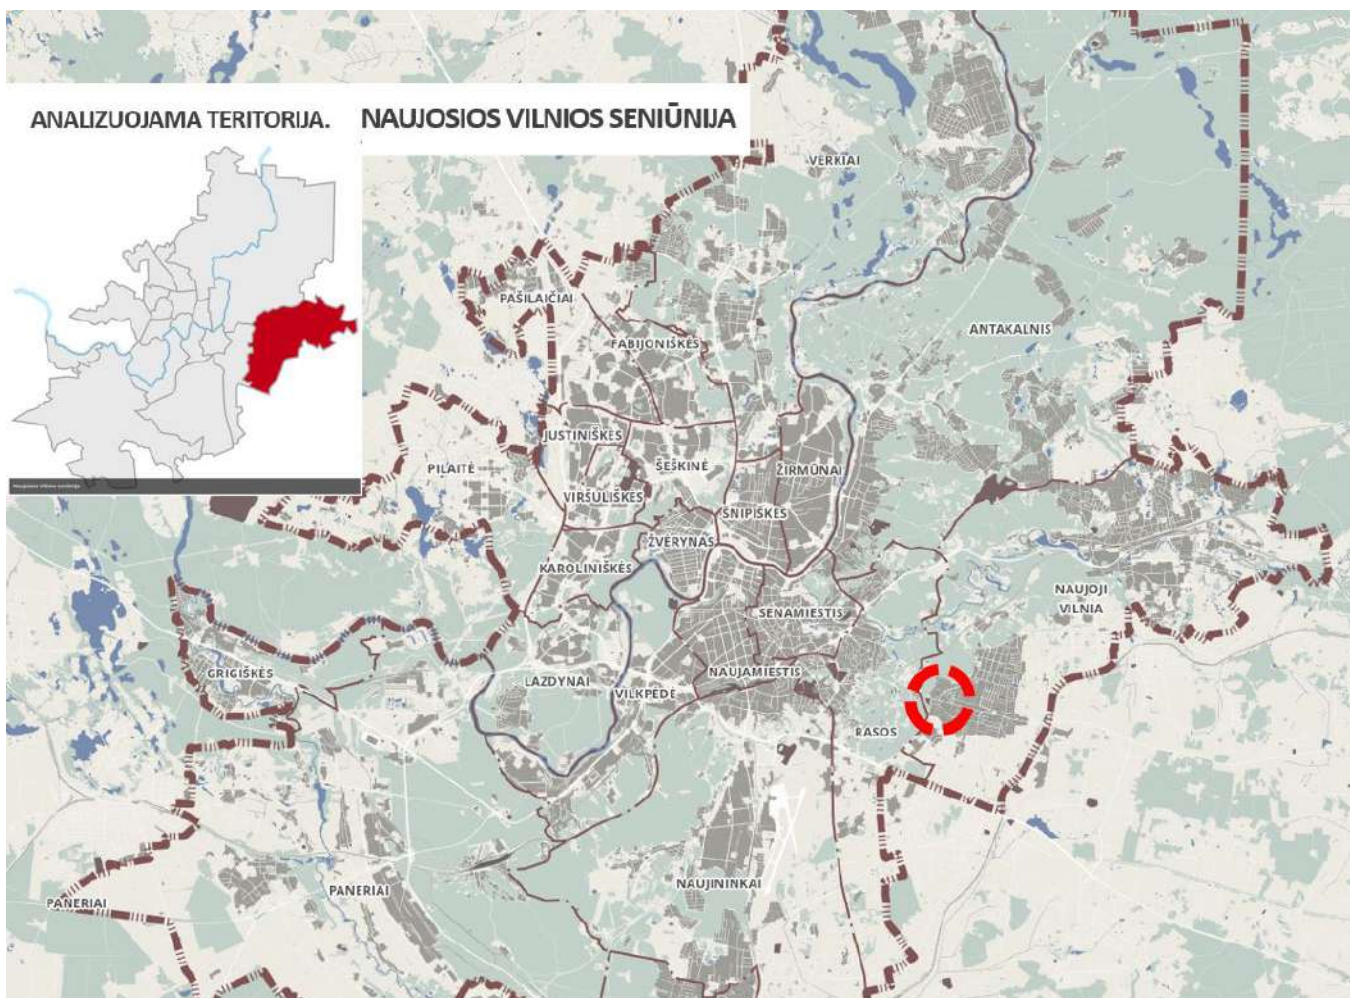 ANALIZUOJAMA TERITORIJA.
NAUJOSIOS VILNIOS SENIŪNIJA
VERKIAI
PAŠILAIČIAI
ANTAKALNIS
FABIJONIŠKĖS
JUSTINIŠKĖS
PILAITĖ
ŠEŠKINĖ
ŽIRMŪNAI
VIRŠULIŠKĖS
ŠNIPIŠKĖS
ŽVĖRYNAS
KAROLINIŠKĖS
NAUJOJI
VILNIA
SENAMIESTIS
GRIGIŠKĖS
LAZDYNAI
VILKPĖDĖ
NAUJAMIESTIS
RASOS
PANERIAI
NAUJININKAI
PANERIAI